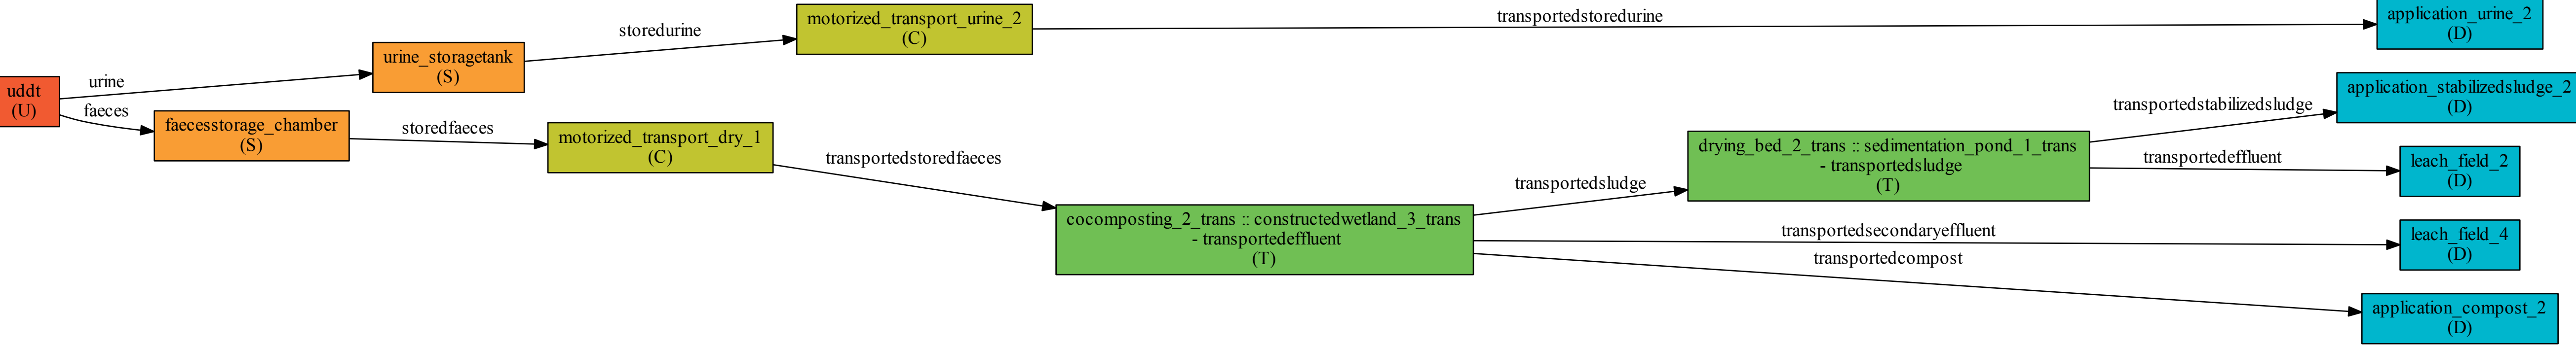 uddt
(U)
urine
faeces
urine_storagetank
(S)
faecesstorage_chamber
(S)
storedurine
storedfaeces
motorized_transport_urine_2
(C)
motorized_transport_dry_1
(C)
transportedstoredurine
transportedstoredfaeces
cocomposting_2_trans :: constructedwetland_3_trans
- transportedeffluent
(T)
transportedsludge
transportedsecondaryeffluent
transportedcompost
drying_bed_2_trans :: sedimentation_pond_1_trans
- transportedsludge
(T)
transportedstabilizedsludge
transportedeffluent
application_urine_2
(D)
application_stabilizedsludge_2
(D)
leach_field_2
(D)
leach_field_4
(D)
application_compost_2
(D)